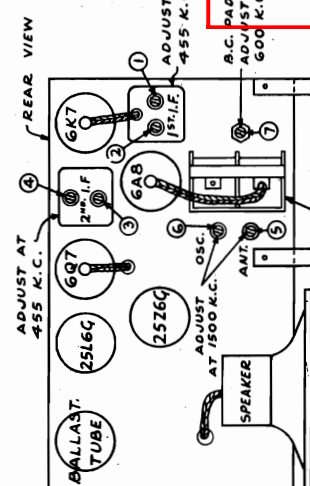 REAR VIEW
ADJUST
455 K.C.
B.C. PAD
ADJUST
600 K.C.
1
6K7
1ST. I.F.
2
7
4
2ND. I.F
3
6A8
ADJUST AT
455 K.C.
6Q7
6
OSC.
5
ANT.
ADJUST
AT 1500 K.C.
25L6G
25Z6G
SPEAKER
BALLAST
TUBE